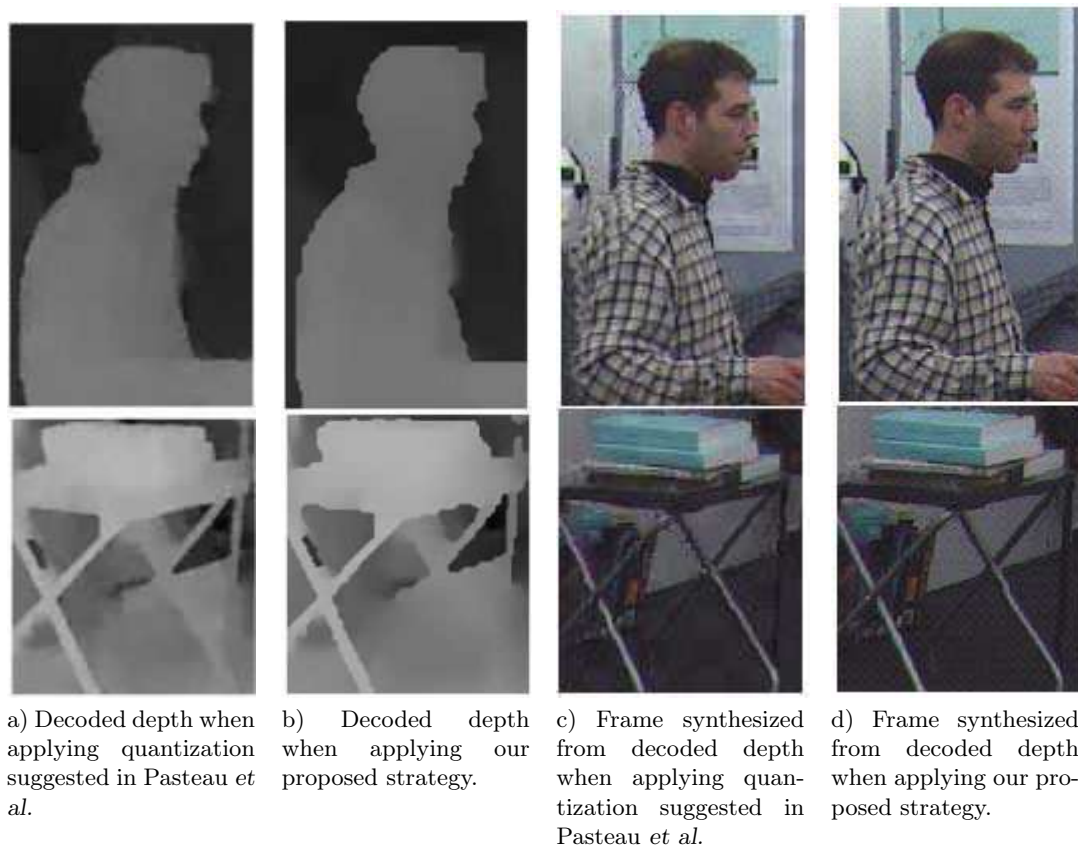 a) Decoded depth when
applying quantization
suggested in Pasteau et
al.
b) Decoded depth
when applying our
proposed strategy.
c) Frame synthesized
from decoded depth
when applying quan-
tization suggested in
Pasteau et al.
d) Frame synthesized
from decoded depth
when applying our pro-
posed strategy.